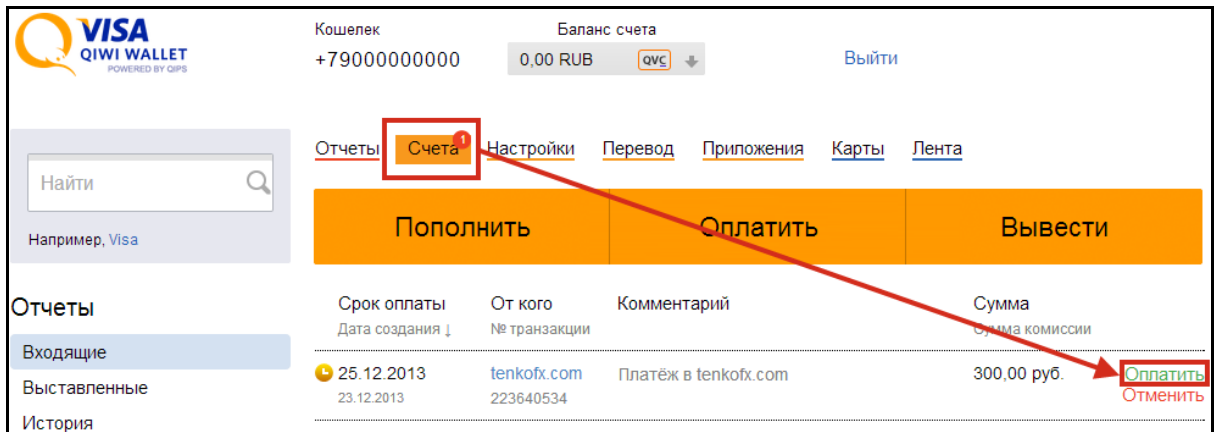 VISA
QIWI WALLET
POWERED BY QIPS
Кошелек
Баланс счета
+79000000000
0,00 RUB
QVC
Выйти
Найти
Например, Visa
Отчеты
Счета
1
Настройки
Перевод
Приложения
Карты
Лента
Пополнить
Оплатить
Вывести
Отчеты
Входящие
Выставленные
История
Срок оплаты
От кого
Комментарий
Сумма
Дата создания ↓
№ транзакции
Сумма комиссии
25.12.2013
tenkofx.com
Платёж в tenkofx.com
300,00 руб.
Оплатить
23.12.2013
223640534
Отменить